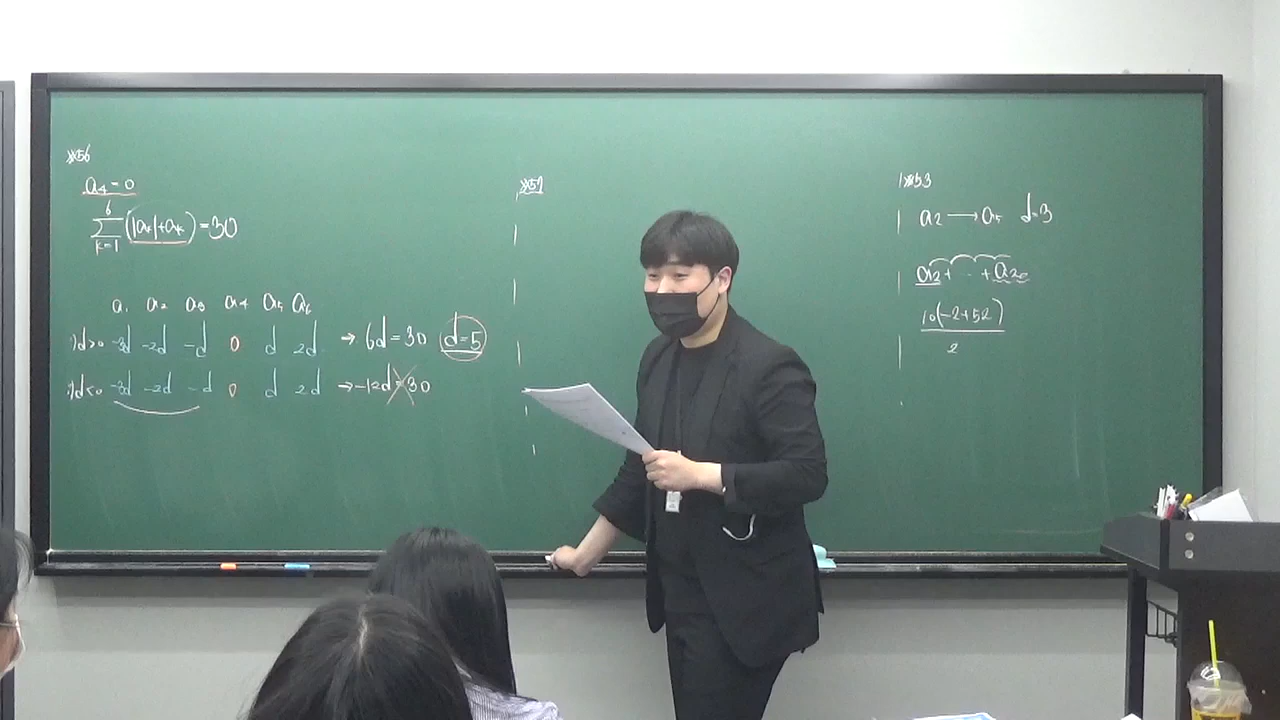 ※56
a₄=0
6
∑(|aₖ|+aₖ)=30
k=1
a₁ a₂ a₃ a₄ a₅ a₆
i)d>0 -3d -2d -d 0 d 2d → 6d=30 d=5
ii)d<0 -3d -2d -d 0 d 2d → -12d=30
※57
※53
a₂→a₅ d=3
a₂+ ·· +a₂₀
10(-2+52)
2